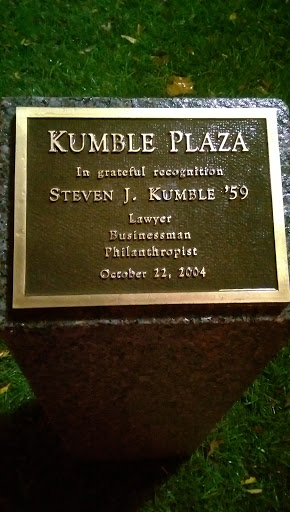 KUMBLE PLAZA
In grateful recognition
STEVEN J. KUMBLE '59
Lawyer
Businessman
Philanthropist
October 22, 2004